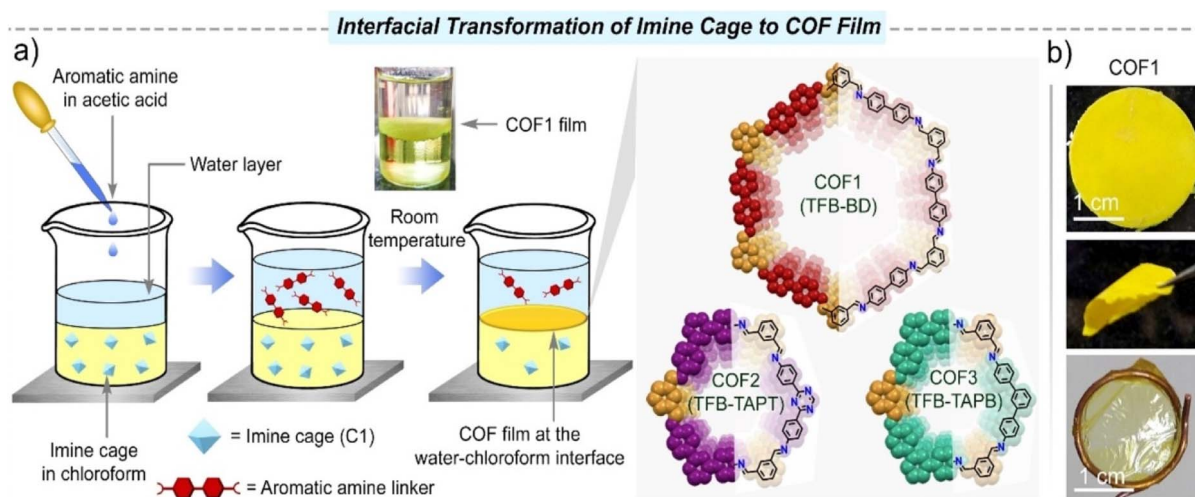 Interfacial Transformation of Imine Cage to COF Film
a)
Aromatic amine
in acetic acid
Water layer
COF1 film
Room
temperature
Imine cage
in chloroform
= Imine cage (C1)
= Aromatic amine linker
COF film at the
water-chloroform interface
COF1
(TFB-BD)
N
N
N
N
N
N
COF2
(TFB-TAPT)
N
N
N
N
N
N
COF3
(TFB-TAPB)
N
N
N
N
b)
COF1
1 cm
1 cm